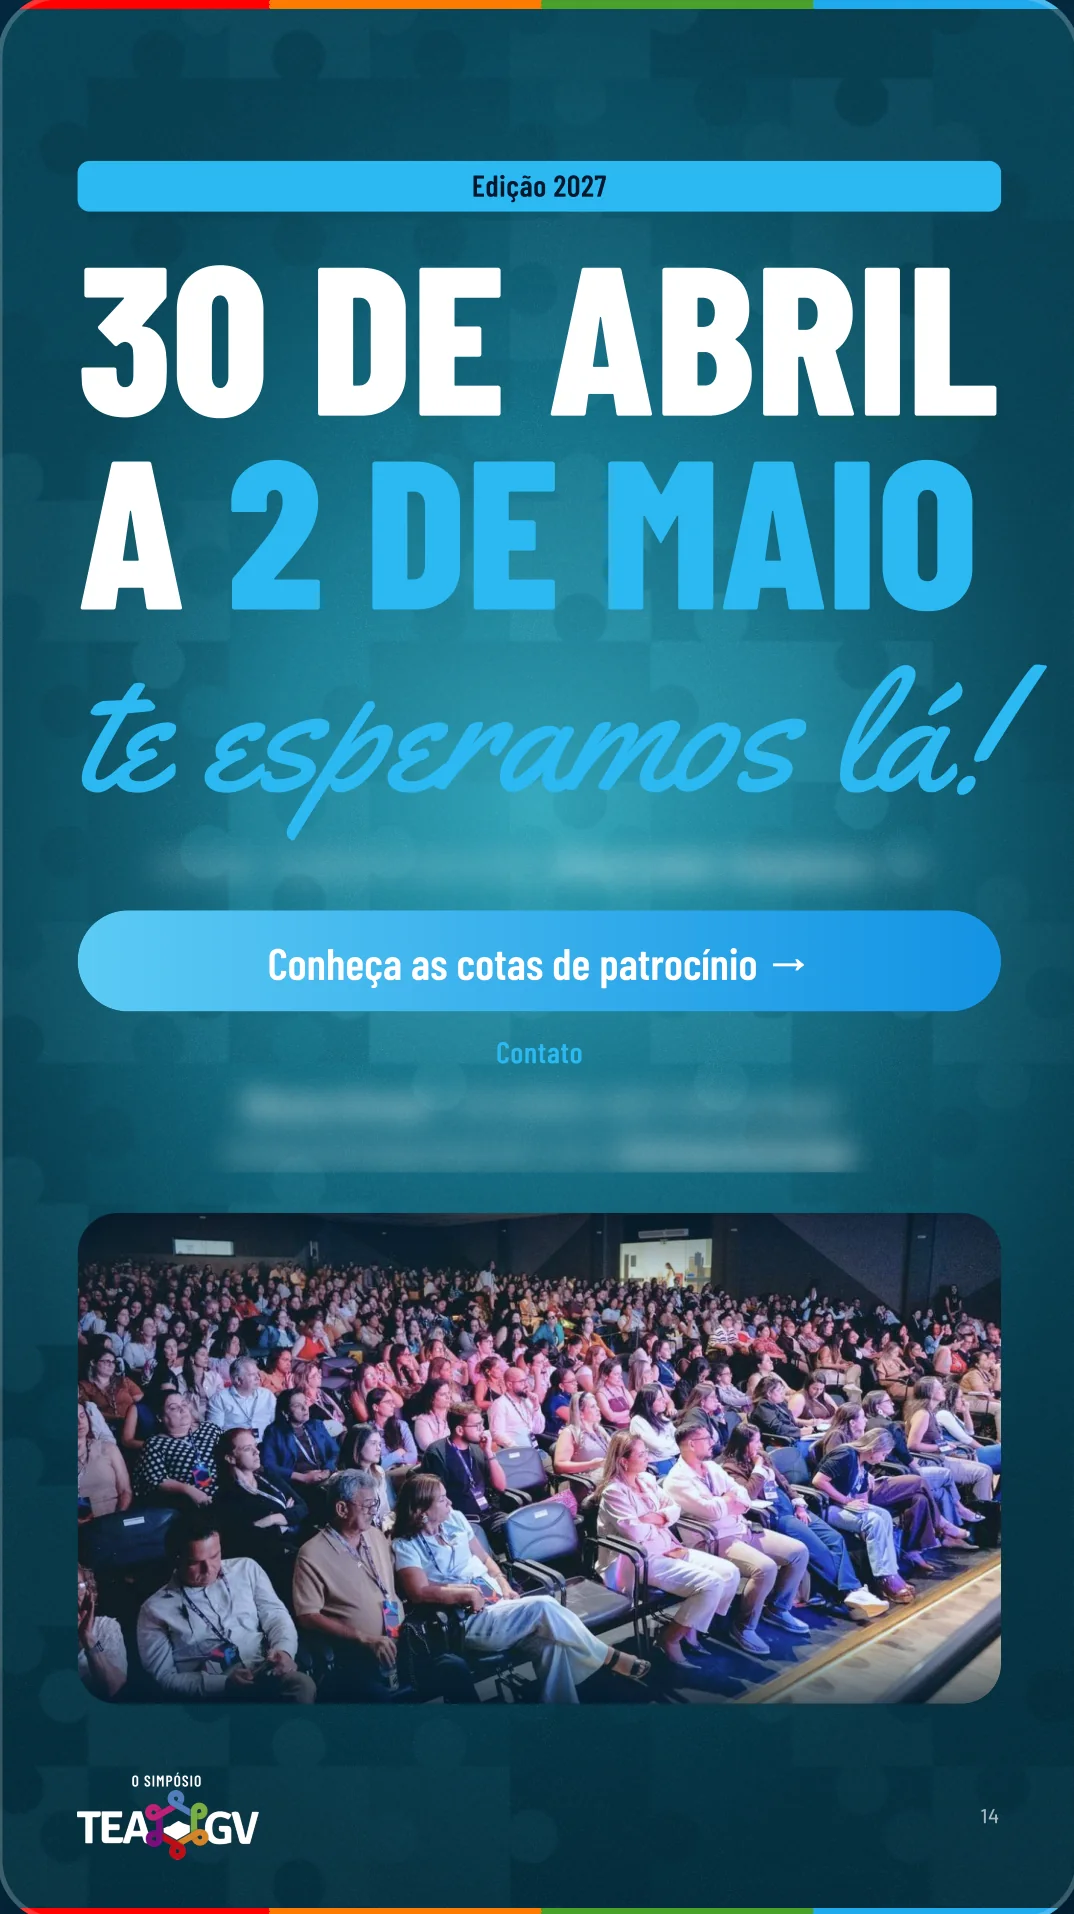 Edição 2027
30 DE ABRIL
A 2 DE MAIO
te esperamos lá!
Conheça as cotas de patrocínio →
Contato
O SIMPÓSIO
TEA GV
14